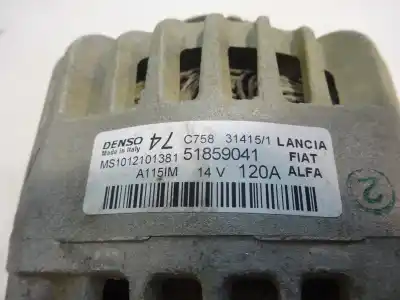 DENSO 74 C758 31415/1 LANCIA
Made in Italy
MS1012101381 51859041 FIAT
A115IM 14 V 120A ALFA
2